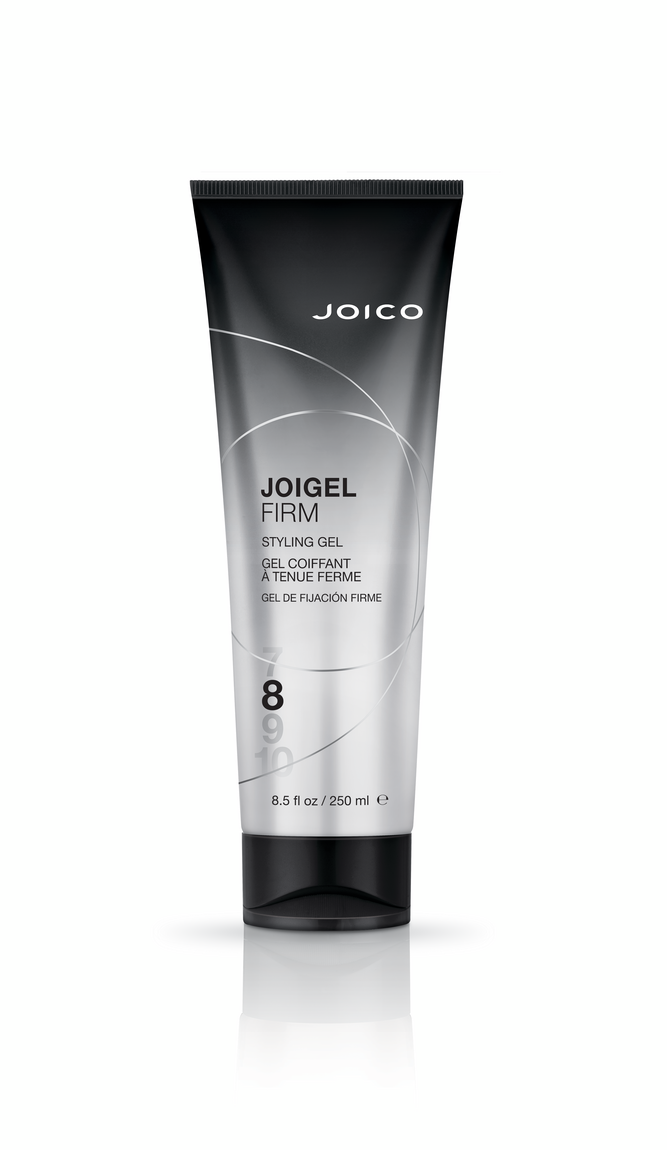 JOICO
JOIGEL
FIRM
STYLING GEL
GEL COIFFANT
À TENUE FERME
GEL DE FIJACIÓN FIRME
7
8
9
10
8.5 fl oz / 250 ml ℮